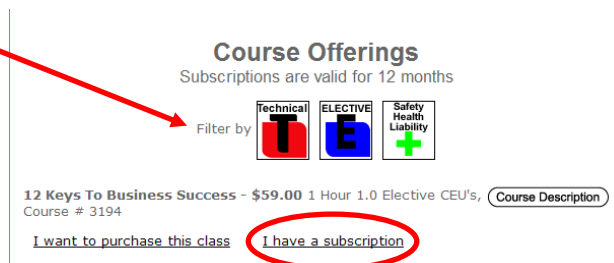 Course Offerings
Subscriptions are valid for 12 months
Filter by
Technical
T
ELECTIVE
E
Safety
Health
Liability
12 Keys To Business Success - $59.00 1 Hour 1.0 Elective CEU's, Course Description
Course # 3194
I want to purchase this class I have a subscription